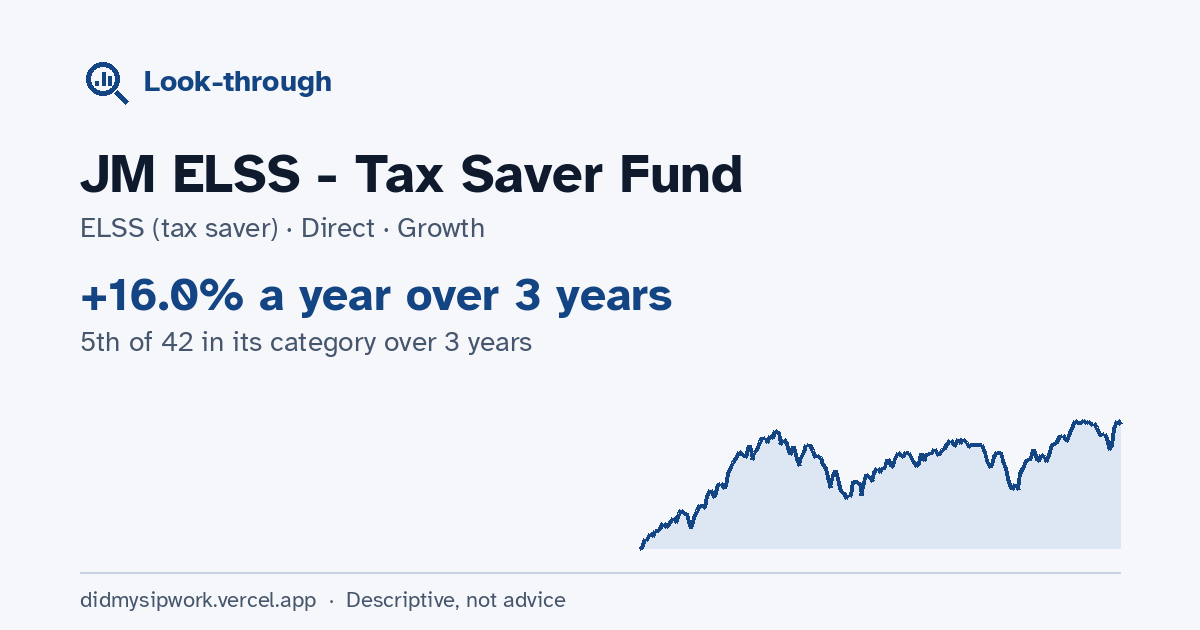 Look-through
JM ELSS - Tax Saver Fund
ELSS (tax saver) · Direct · Growth
+16.0% a year over 3 years
5th of 42 in its category over 3 years
didmysipwork.vercel.app · Descriptive, not advice